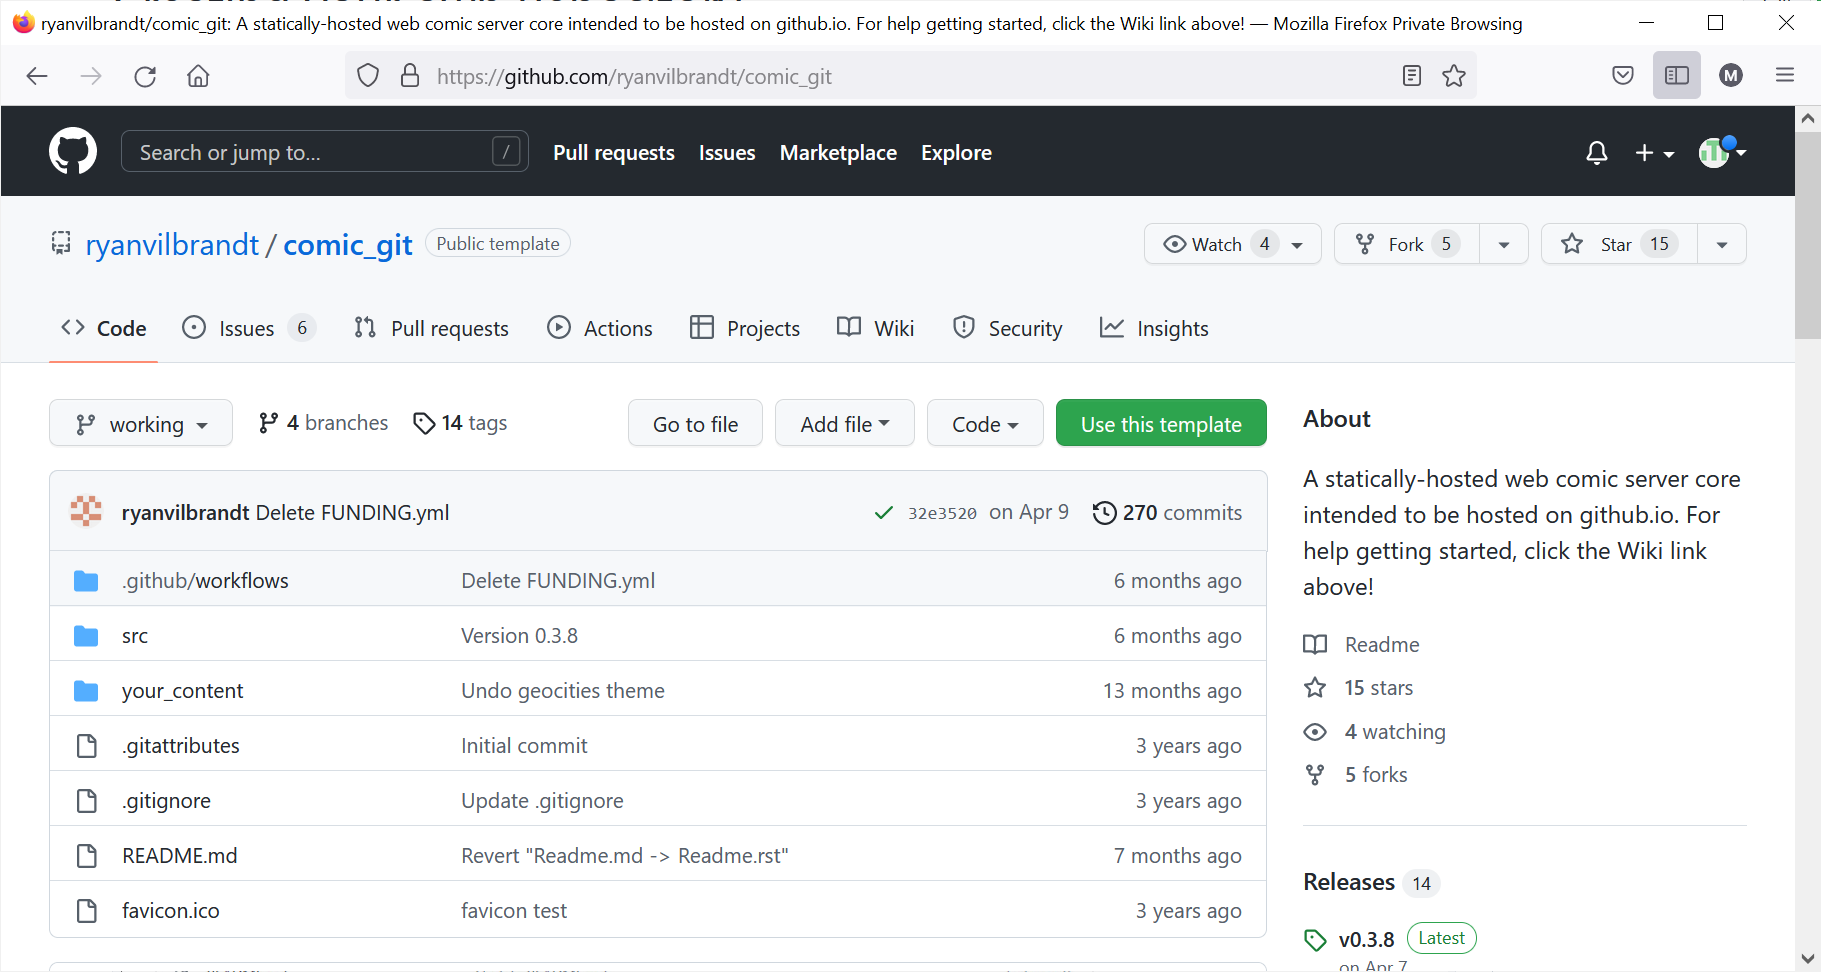 ryanvilbrandt/comic_git: A statically-hosted web comic server core intended to be hosted on github.io. For help getting started, click the Wiki link above! — Mozilla Firefox Private Browsing
https://github.com/ryanvilbrandt/comic_git
M
Search or jump to... /
Pull requests Issues Marketplace Explore
ryanvilbrandt / comic_git Public template
Watch 4 Fork 5 Star 15
Code Issues 6 Pull requests Actions Projects Wiki Security Insights
working 4 branches 14 tags Go to file Add file Code Use this template
ryanvilbrandt Delete FUNDING.yml 32e3520 on Apr 9 270 commits
.github/workflows Delete FUNDING.yml 6 months ago
src Version 0.3.8 6 months ago
your_content Undo geocities theme 13 months ago
.gitattributes Initial commit 3 years ago
.gitignore Update .gitignore 3 years ago
README.md Revert "Readme.md -> Readme.rst" 7 months ago
favicon.ico favicon test 3 years ago
About
A statically-hosted web comic server core
intended to be hosted on github.io. For
help getting started, click the Wiki link
above!
Readme
15 stars
4 watching
5 forks
Releases 14
v0.3.8 Latest
on Apr 7